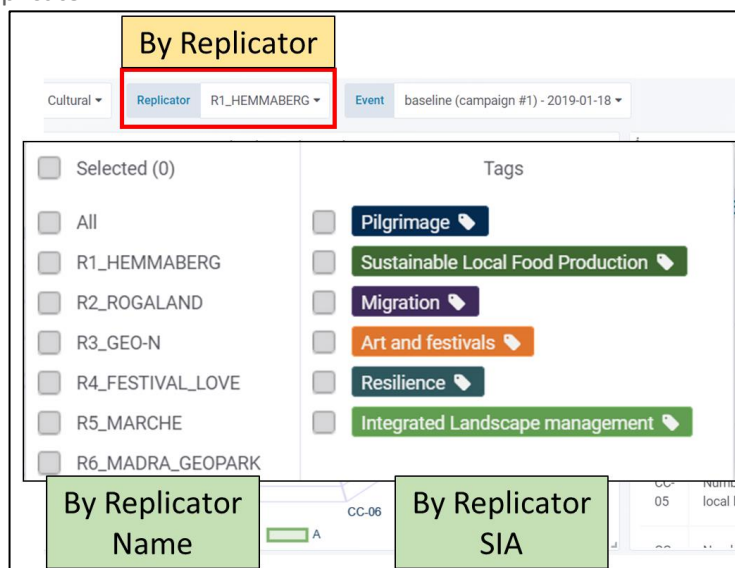 By Replicator
Cultural
Replicator R1_HEMMABERG
Event baseline (campaign #1) - 2019-01-18
Selected (0)
Tags
All
Pilgrimage
R1_HEMMABERG
Sustainable Local Food Production
R2_ROGALAND
Migration
R3_GEO-N
Art and festivals
R4_FESTIVAL_LOVE
Resilience
R5_MARCHE
Integrated Landscape management
R6_MADRA_GEOPARK
By Replicator
Name
CC-06
A
By Replicator
SIA
05 local